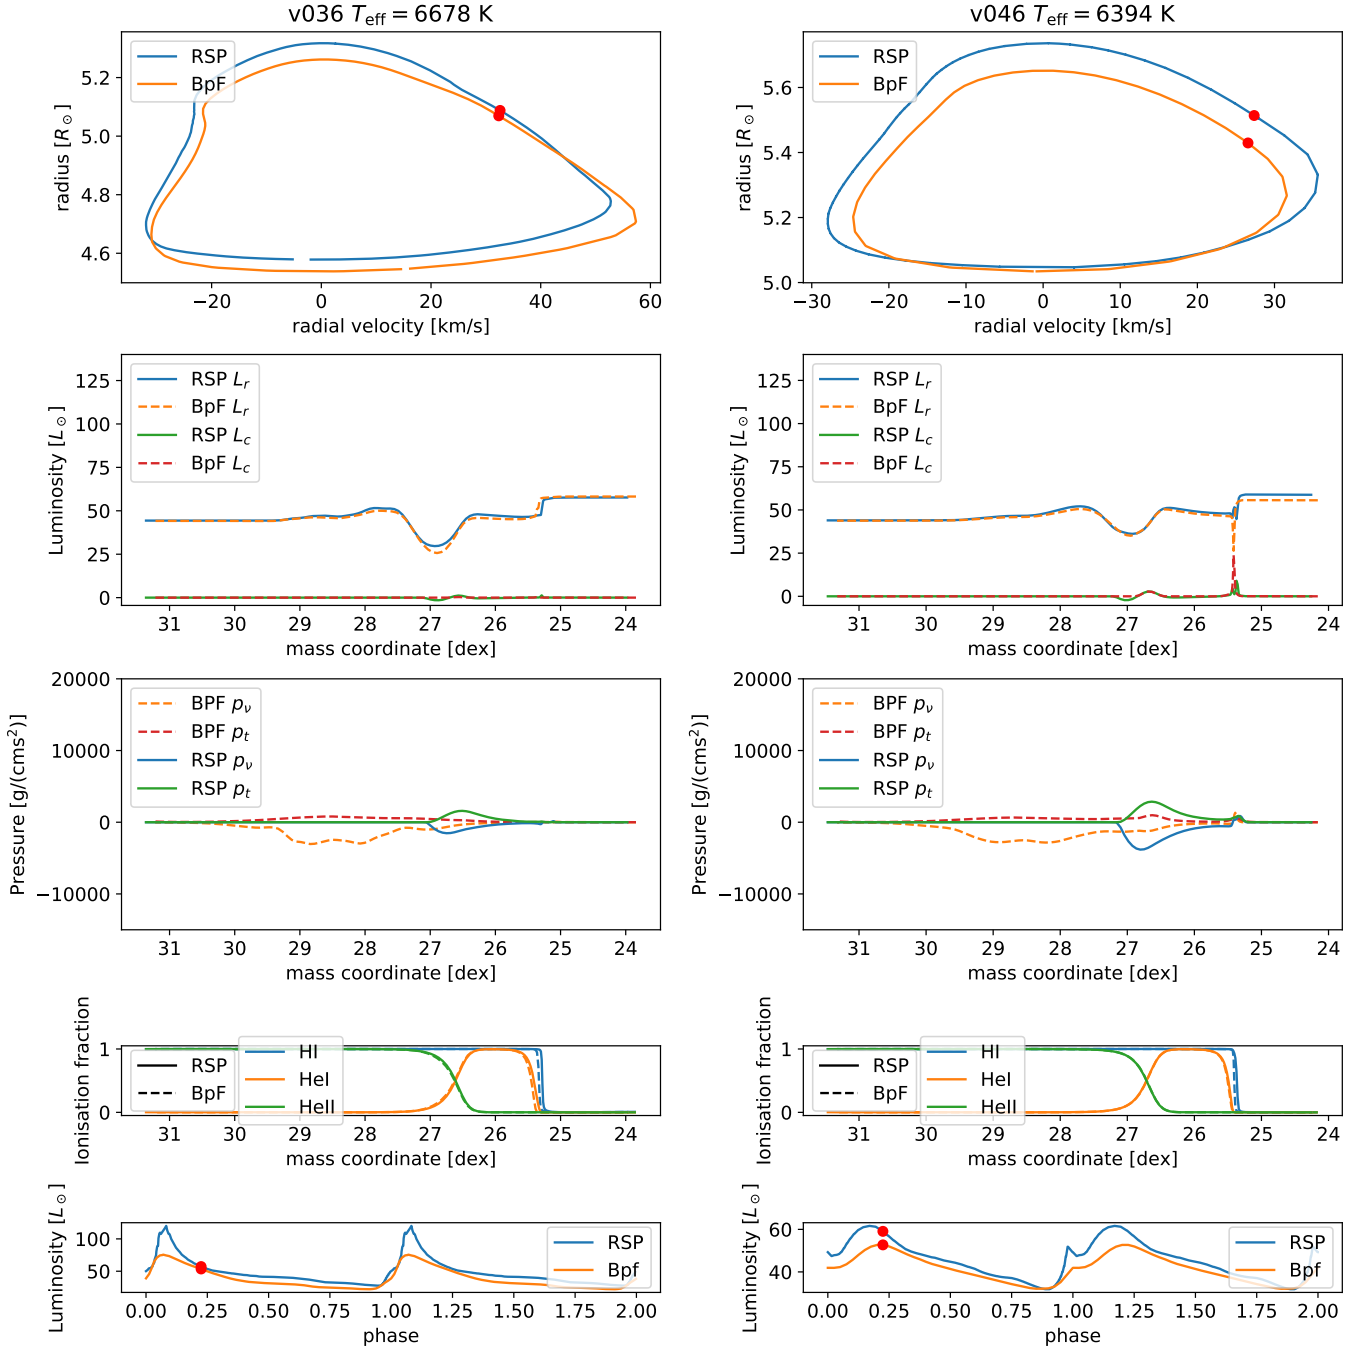 v036 T_eff = 6678 K
RSP
BpF
5.2
5.0
4.8
4.6
radius [R⊙]
−20 0 20 40 60
radial velocity [km/s]
v046 T_eff = 6394 K
RSP
BpF
5.6
5.4
5.2
5.0
radius [R⊙]
−30 −20 −10 0 10 20 30
radial velocity [km/s]
RSP L_r
BpF L_r
RSP L_c
BpF L_c
125
100
75
50
25
0
Luminosity [L⊙]
31 30 29 28 27 26 25 24
mass coordinate [dex]
RSP L_r
BpF L_r
RSP L_c
BpF L_c
125
100
75
50
25
0
Luminosity [L⊙]
31 30 29 28 27 26 25 24
mass coordinate [dex]
BPF p_ν
BPF p_t
RSP p_ν
RSP p_t
20000
10000
0
−10000
Pressure [g/(cms²)]
31 30 29 28 27 26 25 24
mass coordinate [dex]
BPF p_ν
BPF p_t
RSP p_ν
RSP p_t
20000
10000
0
−10000
Pressure [g/(cms²)]
31 30 29 28 27 26 25 24
mass coordinate [dex]
Ionisation fraction
1
0
RSP
BpF
HI
HeI
HeII
31 30 29 28 27 26 25 24
mass coordinate [dex]
Ionisation fraction
1
0
RSP
BpF
HI
HeI
HeII
31 30 29 28 27 26 25 24
mass coordinate [dex]
Luminosity [L⊙]
100
50
RSP
Bpf
0.00 0.25 0.50 0.75 1.00 1.25 1.50 1.75 2.00
phase
Luminosity [L⊙]
60
40
RSP
Bpf
0.00 0.25 0.50 0.75 1.00 1.25 1.50 1.75 2.00
phase